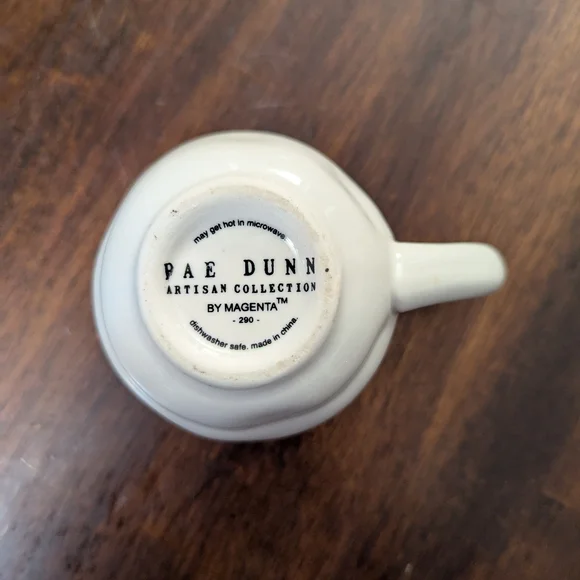 may get hot in microwave.
RAE DUNN.
ARTISAN COLLECTION
BY MAGENTA™
- 290 -
dishwasher safe. made in china.